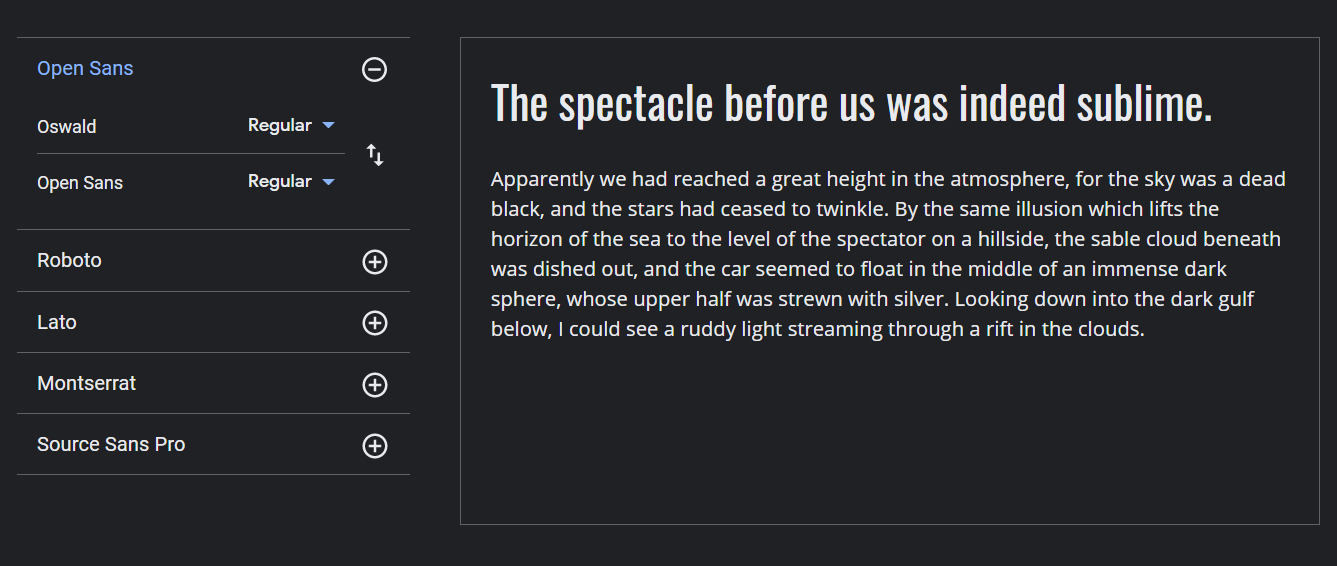 Open Sans
Oswald Regular
Open Sans Regular
Roboto
Lato
Montserrat
Source Sans Pro
The spectacle before us was indeed sublime.
Apparently we had reached a great height in the atmosphere, for the sky was a dead
black, and the stars had ceased to twinkle. By the same illusion which lifts the
horizon of the sea to the level of the spectator on a hillside, the sable cloud beneath
was dished out, and the car seemed to float in the middle of an immense dark
sphere, whose upper half was strewn with silver. Looking down into the dark gulf
below, I could see a ruddy light streaming through a rift in the clouds.